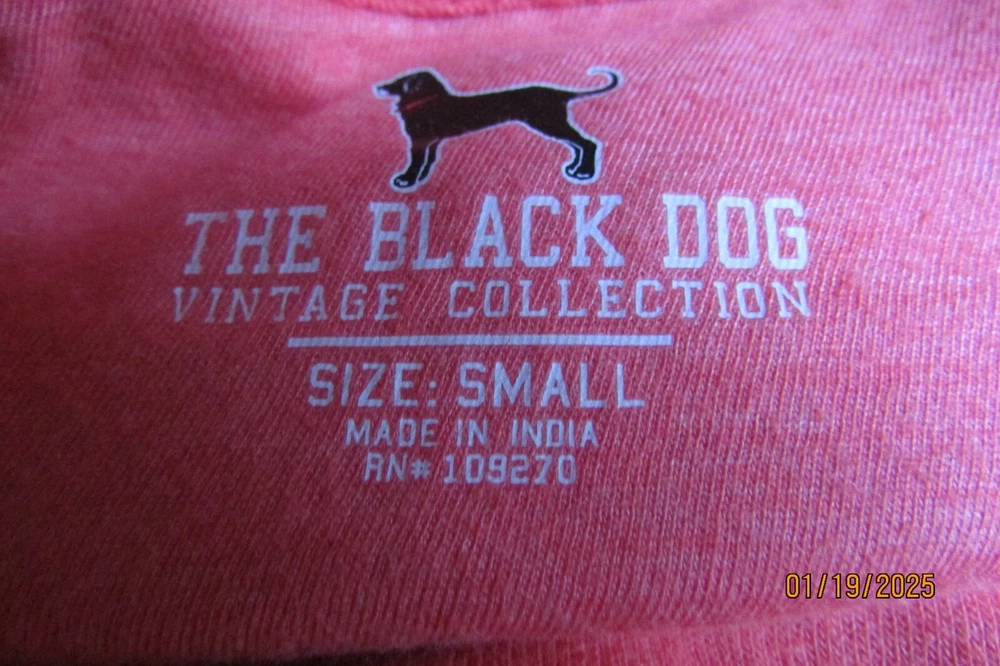 THE BLACK DOG
VINTAGE COLLECTION
SIZE: SMALL
MADE IN INDIA
RN# 109270
01/19/2025